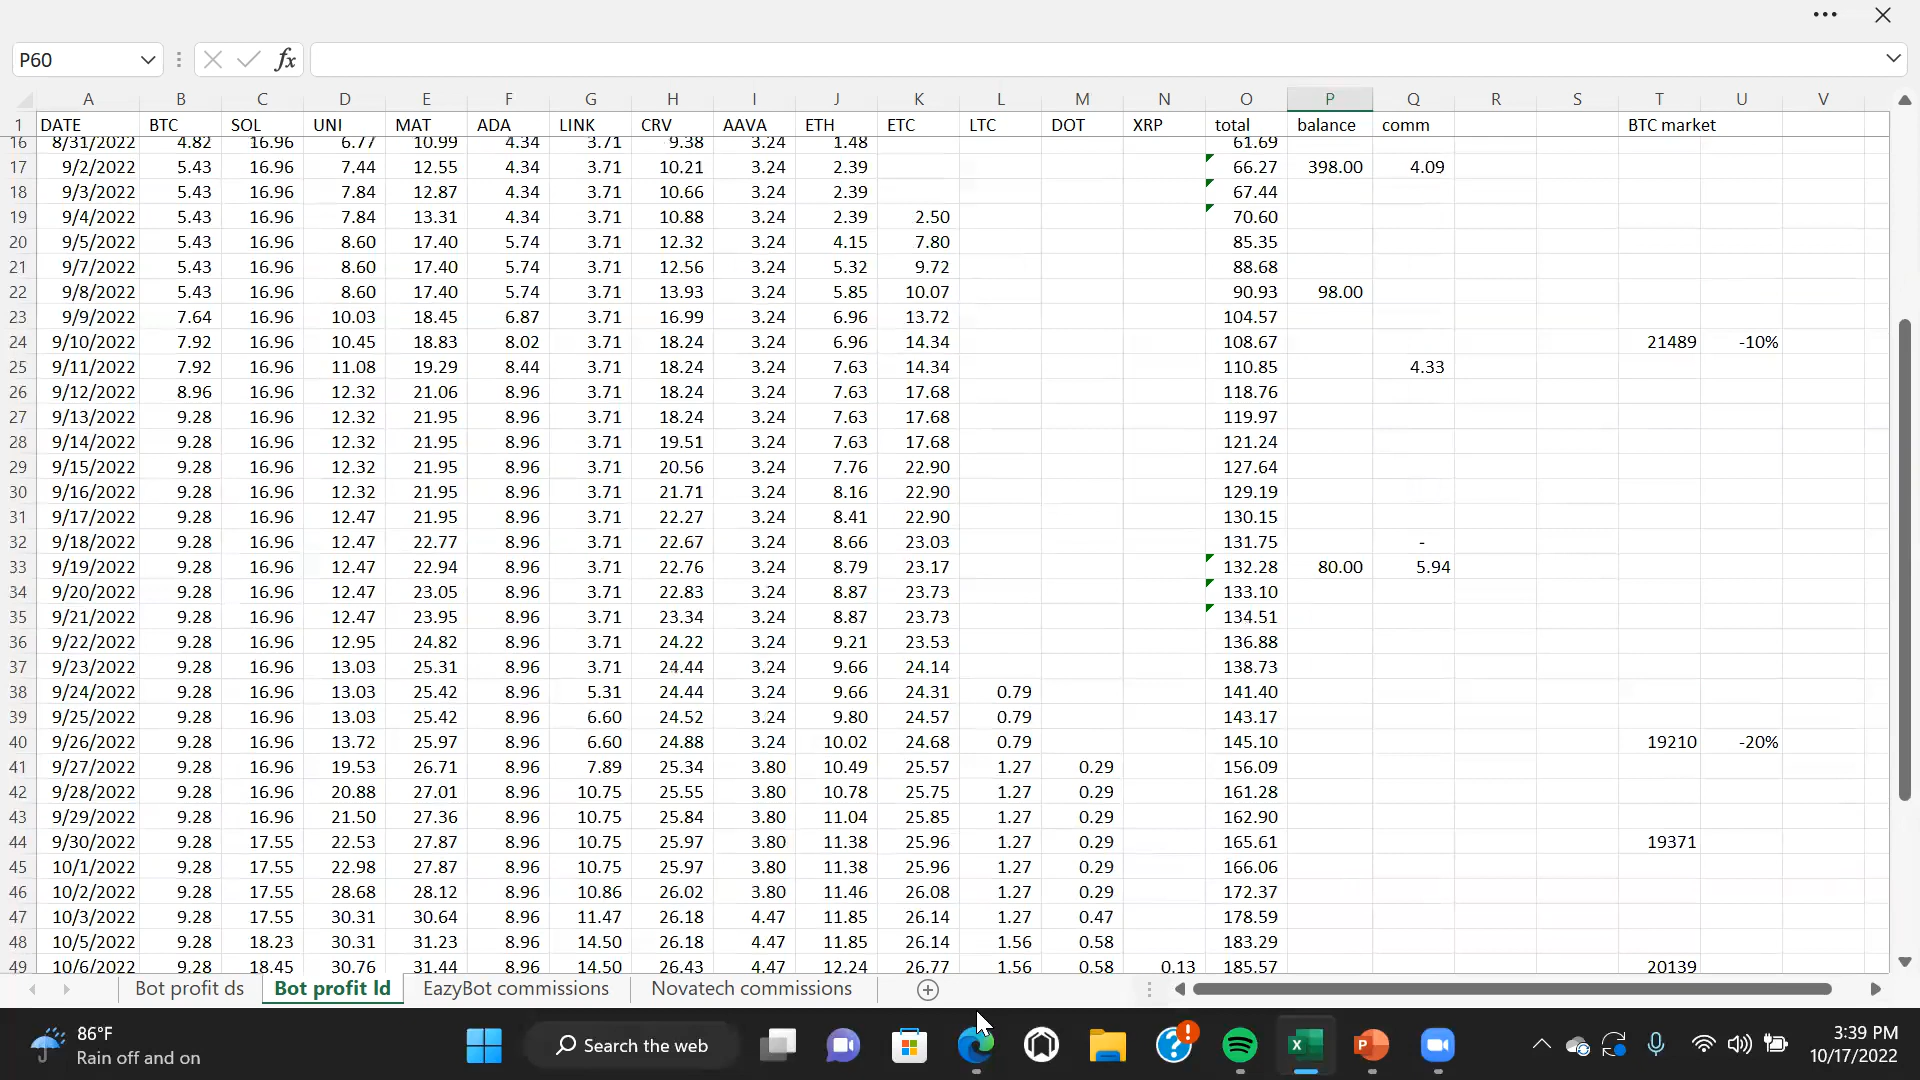 P60
fx
A B C D E F G H I J K L M N O P Q R S T U V
1 DATE BTC SOL UNI MAT ADA LINK CRV AAVA ETH ETC LTC DOT XRP total balance comm BTC market
16 8/31/2022 4.82 16.96 6.77 10.99 4.34 3.71 9.38 3.24 1.48 61.69
17 9/2/2022 5.43 16.96 7.44 12.55 4.34 3.71 10.21 3.24 2.39 66.27 398.00 4.09
18 9/3/2022 5.43 16.96 7.84 12.87 4.34 3.71 10.66 3.24 2.39 67.44
19 9/4/2022 5.43 16.96 7.84 13.31 4.34 3.71 10.88 3.24 2.39 2.50 70.60
20 9/5/2022 5.43 16.96 8.60 17.40 5.74 3.71 12.32 3.24 4.15 7.80 85.35
21 9/7/2022 5.43 16.96 8.60 17.40 5.74 3.71 12.56 3.24 5.32 9.72 88.68
22 9/8/2022 5.43 16.96 8.60 17.40 5.74 3.71 13.93 3.24 5.85 10.07 90.93 98.00
23 9/9/2022 7.64 16.96 10.03 18.45 6.87 3.71 16.99 3.24 6.96 13.72 104.57
24 9/10/2022 7.92 16.96 10.45 18.83 8.02 3.71 18.24 3.24 6.96 14.34 108.67 21489 -10%
25 9/11/2022 7.92 16.96 11.08 19.29 8.44 3.71 18.24 3.24 7.63 14.34 110.85 4.33
26 9/12/2022 8.96 16.96 12.32 21.06 8.96 3.71 18.24 3.24 7.63 17.68 118.76
27 9/13/2022 9.28 16.96 12.32 21.95 8.96 3.71 18.24 3.24 7.63 17.68 119.97
28 9/14/2022 9.28 16.96 12.32 21.95 8.96 3.71 19.51 3.24 7.63 17.68 121.24
29 9/15/2022 9.28 16.96 12.32 21.95 8.96 3.71 20.56 3.24 7.76 22.90 127.64
30 9/16/2022 9.28 16.96 12.32 21.95 8.96 3.71 21.71 3.24 8.16 22.90 129.19
31 9/17/2022 9.28 16.96 12.47 21.95 8.96 3.71 22.27 3.24 8.41 22.90 130.15
32 9/18/2022 9.28 16.96 12.47 22.77 8.96 3.71 22.67 3.24 8.66 23.03 131.75 -
33 9/19/2022 9.28 16.96 12.47 22.94 8.96 3.71 22.76 3.24 8.79 23.17 132.28 80.00 5.94
34 9/20/2022 9.28 16.96 12.47 23.05 8.96 3.71 22.83 3.24 8.87 23.73 133.10
35 9/21/2022 9.28 16.96 12.47 23.95 8.96 3.71 23.34 3.24 8.87 23.73 134.51
36 9/22/2022 9.28 16.96 12.95 24.82 8.96 3.71 24.22 3.24 9.21 23.53 136.88
37 9/23/2022 9.28 16.96 13.03 25.31 8.96 3.71 24.44 3.24 9.66 24.14 138.73
38 9/24/2022 9.28 16.96 13.03 25.42 8.96 5.31 24.44 3.24 9.66 24.31 0.79 141.40
39 9/25/2022 9.28 16.96 13.03 25.42 8.96 6.60 24.52 3.24 9.80 24.57 0.79 143.17
40 9/26/2022 9.28 16.96 13.72 25.97 8.96 6.60 24.88 3.24 10.02 24.68 0.79 145.10 19210 -20%
41 9/27/2022 9.28 16.96 19.53 26.71 8.96 7.89 25.34 3.80 10.49 25.57 1.27 0.29 156.09
42 9/28/2022 9.28 16.96 20.88 27.01 8.96 10.75 25.55 3.80 10.78 25.75 1.27 0.29 161.28
43 9/29/2022 9.28 16.96 21.50 27.36 8.96 10.75 25.84 3.80 11.04 25.85 1.27 0.29 162.90
44 9/30/2022 9.28 17.55 22.53 27.87 8.96 10.75 25.97 3.80 11.38 25.96 1.27 0.29 165.61 19371
45 10/1/2022 9.28 17.55 22.98 27.87 8.96 10.75 25.97 3.80 11.38 25.96 1.27 0.29 166.06
46 10/2/2022 9.28 17.55 28.68 28.12 8.96 10.86 26.02 3.80 11.46 26.08 1.27 0.29 172.37
47 10/3/2022 9.28 17.55 30.31 30.64 8.96 11.47 26.18 4.47 11.85 26.14 1.27 0.47 178.59
48 10/5/2022 9.28 18.23 30.31 31.23 8.96 14.50 26.18 4.47 11.85 26.14 1.56 0.58 183.29
49 10/6/2022 9.28 18.45 30.76 31.44 8.96 14.50 26.43 4.47 12.24 26.77 1.56 0.58 0.13 185.57 20139
Bot profit ds Bot profit ld EazyBot commissions Novatech commissions
86°F
Rain off and on
Search the web
3:39 PM
10/17/2022